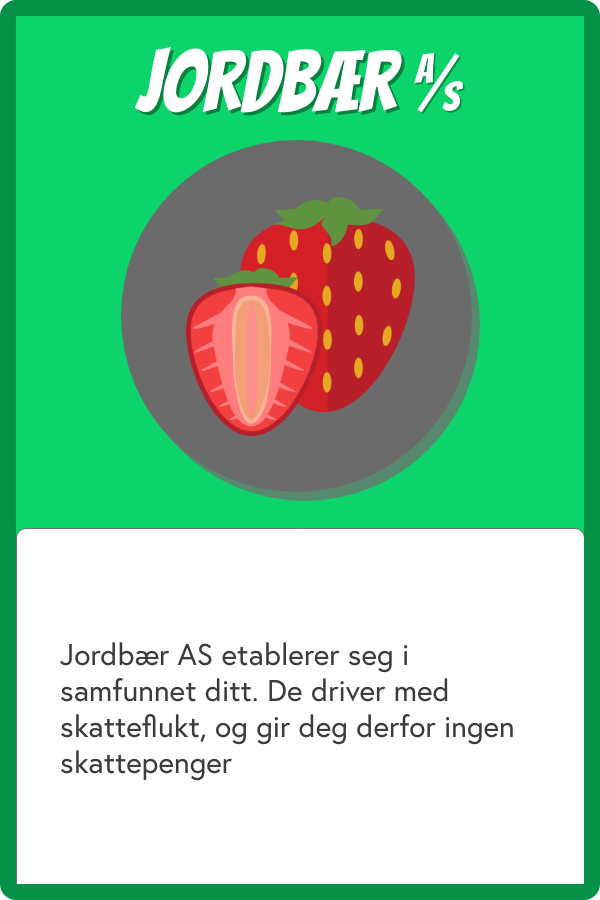 JORDBÆR A/S
Jordbær AS etablerer seg i
samfunnet ditt. De driver med
skatteflukt, og gir deg derfor ingen
skattepenger